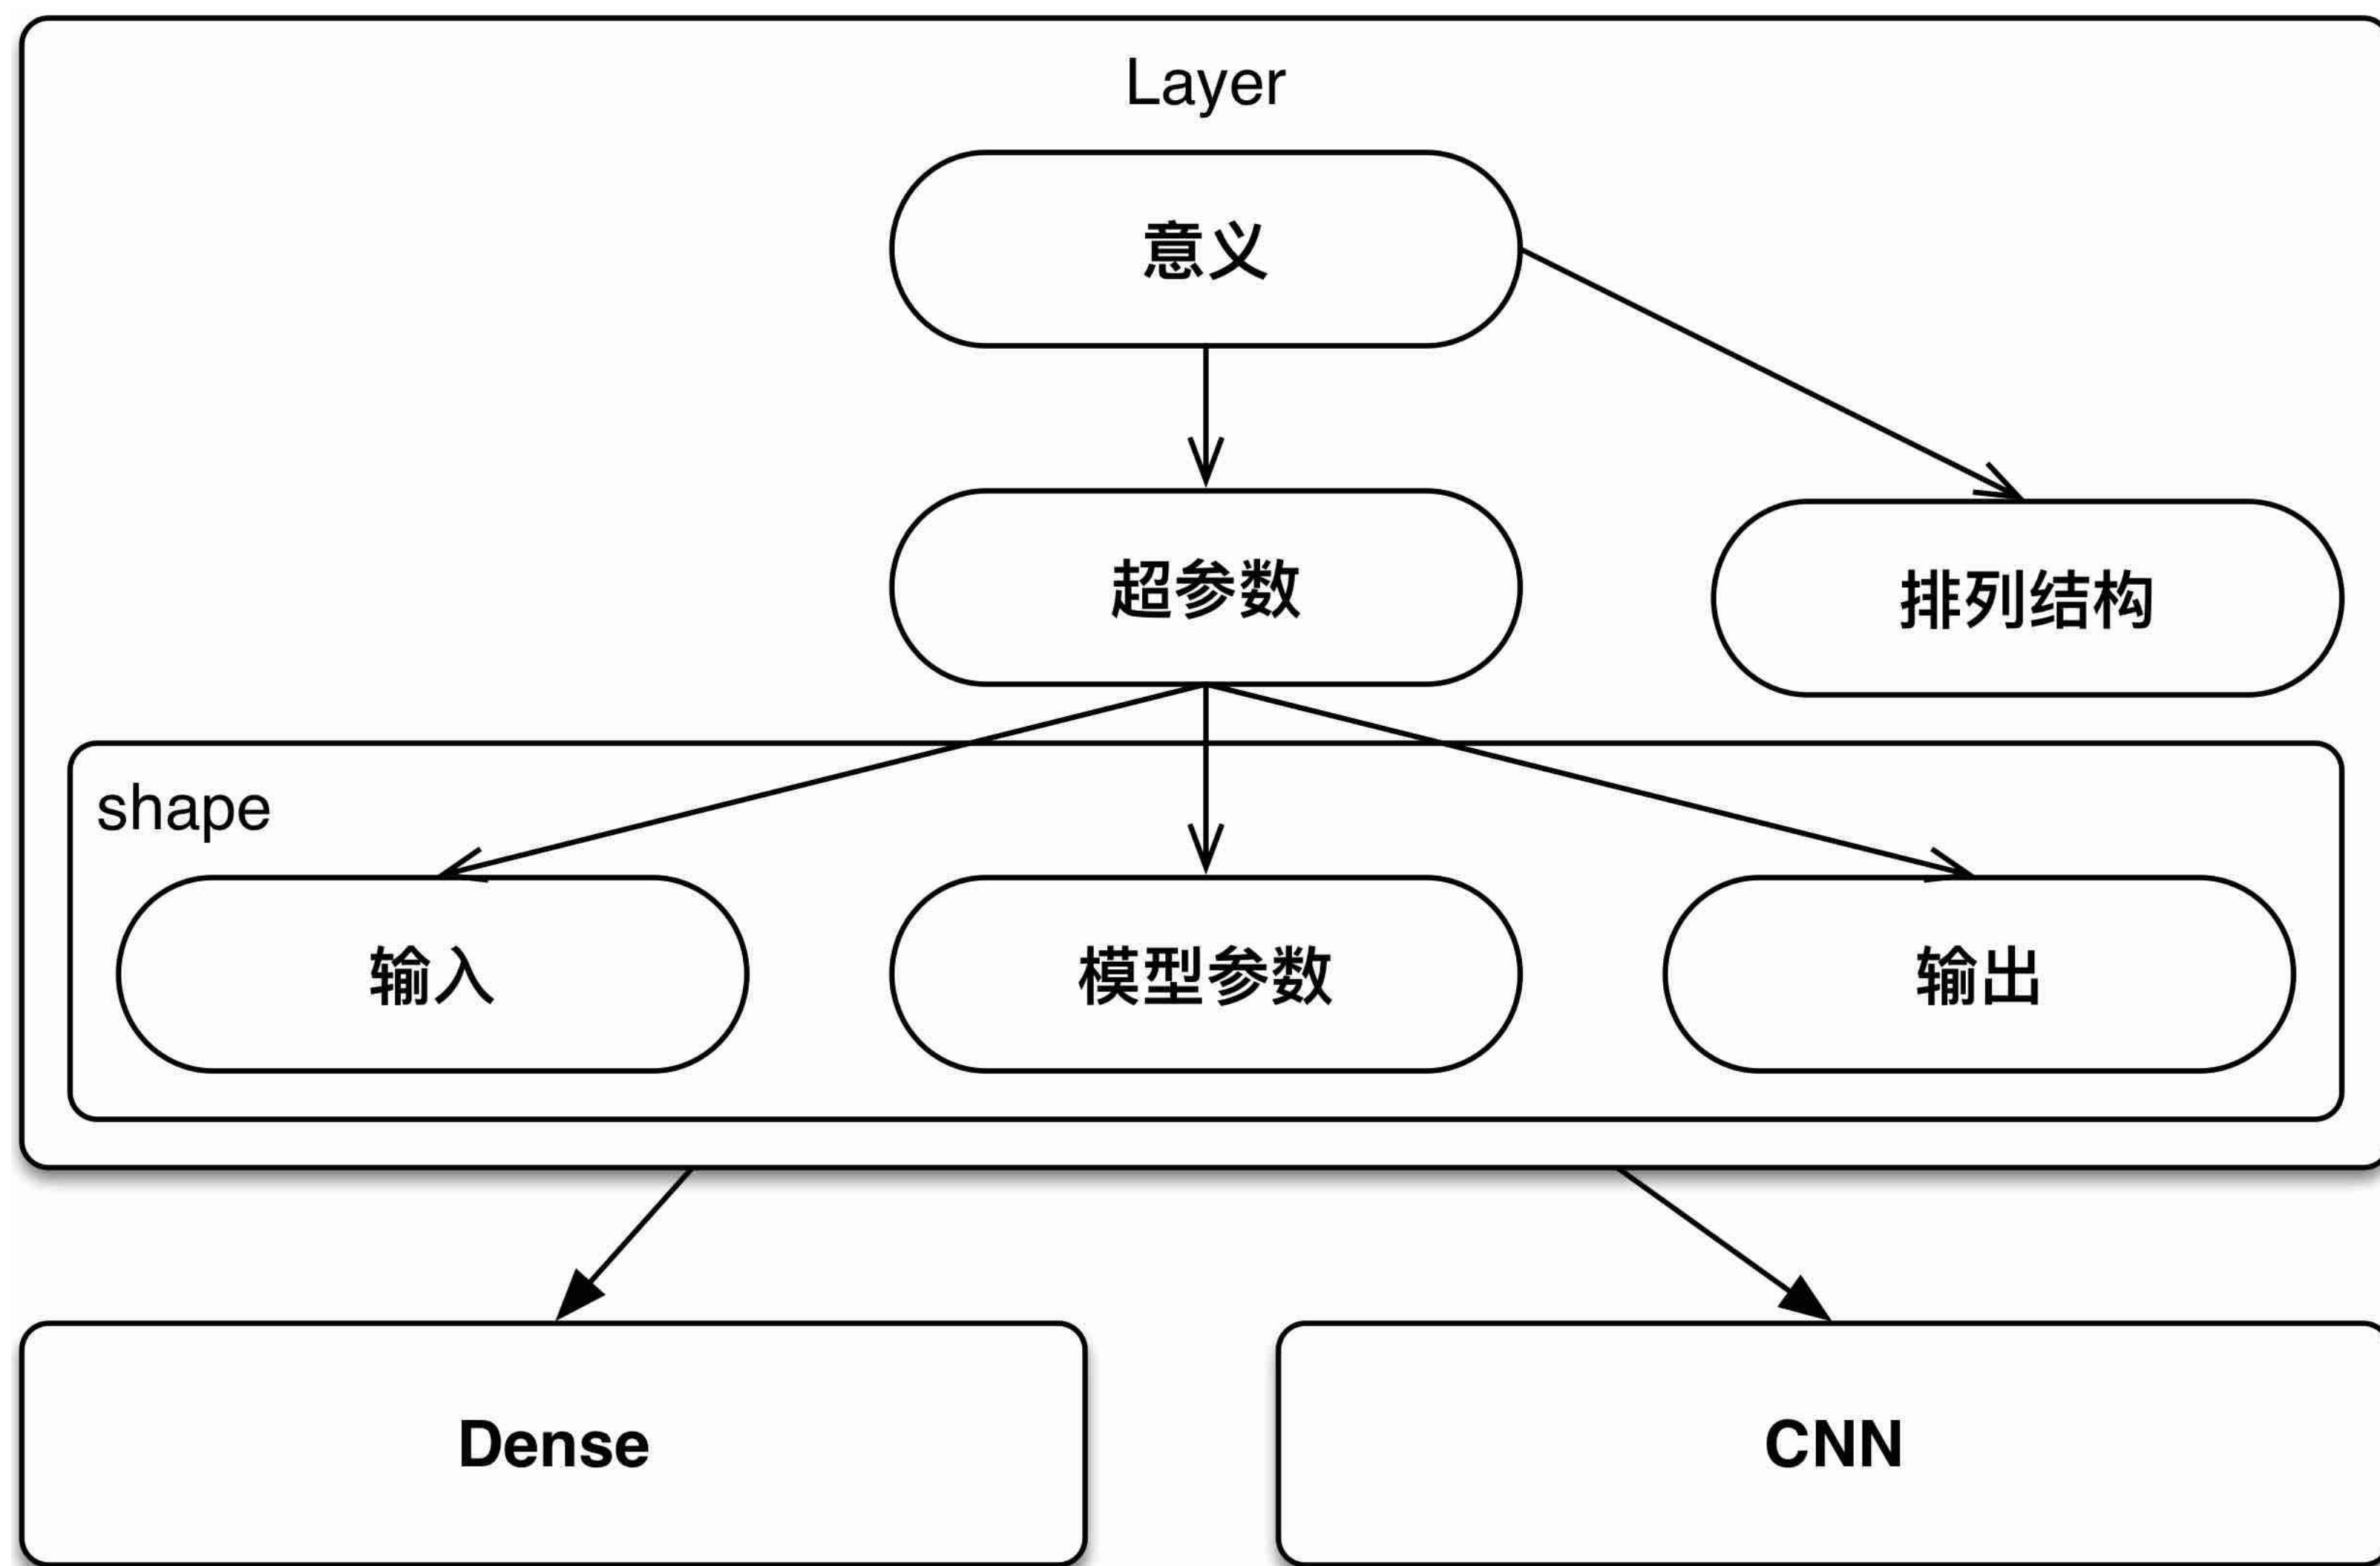 Layer
意义
超参数
排列结构
shape
输入
模型参数
输出
Dense
CNN